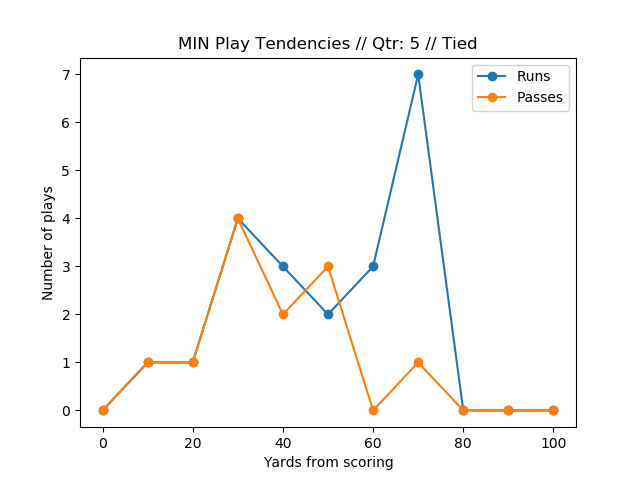 MIN Play Tendencies // Qtr: 5 // Tied
Runs
Passes
Number of plays
7
6
5
4
3
2
1
0
0 20 40 60 80 100
Yards from scoring